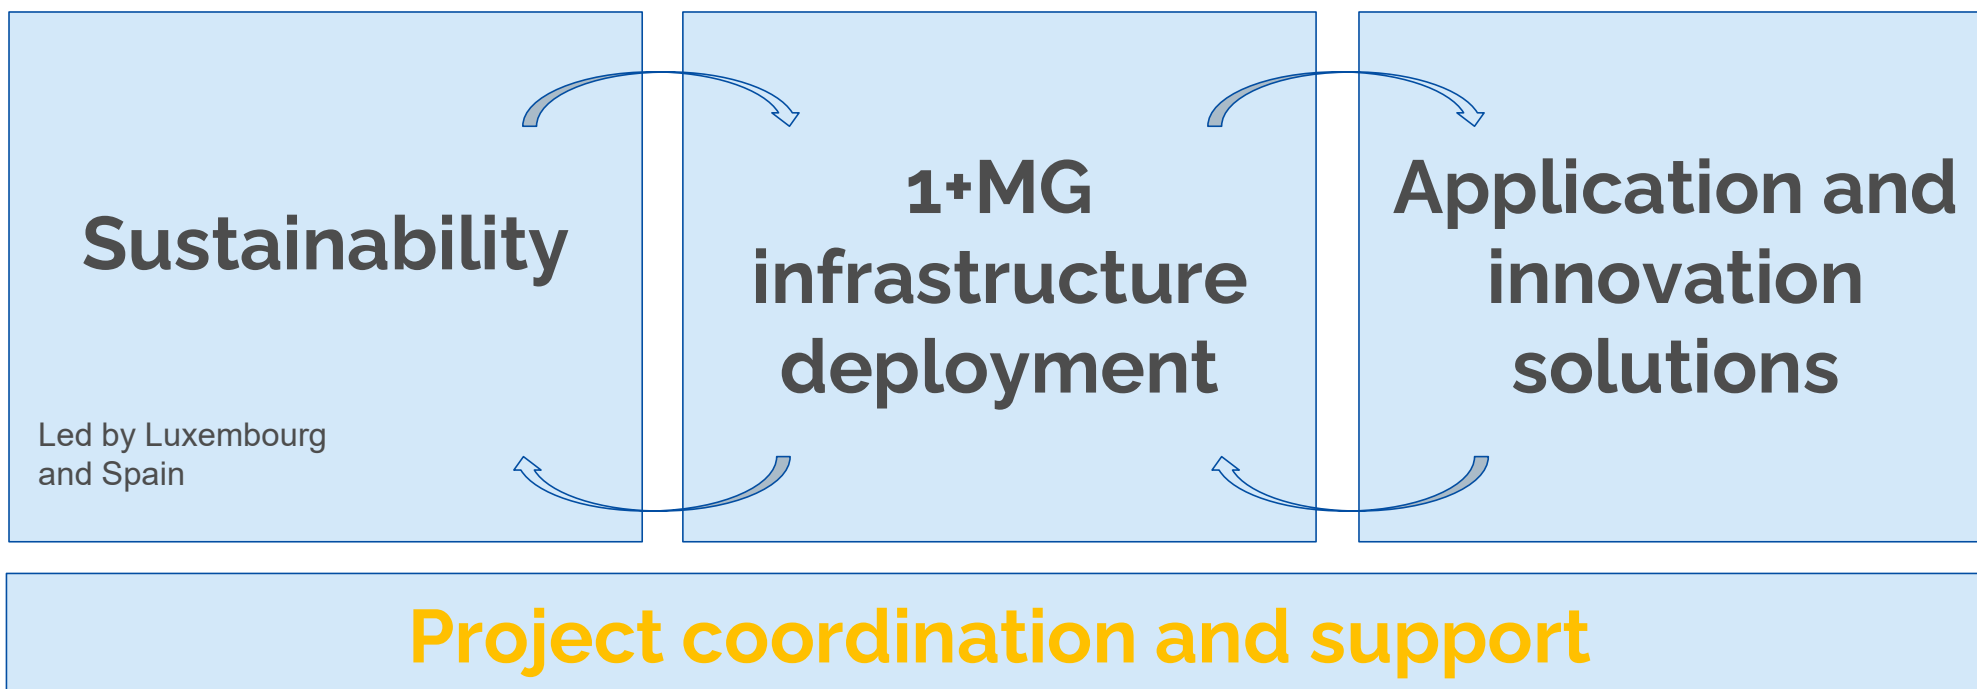 Sustainability
Led by Luxembourg
and Spain
1+MG
infrastructure
deployment
Application and
innovation
solutions
Project coordination and support